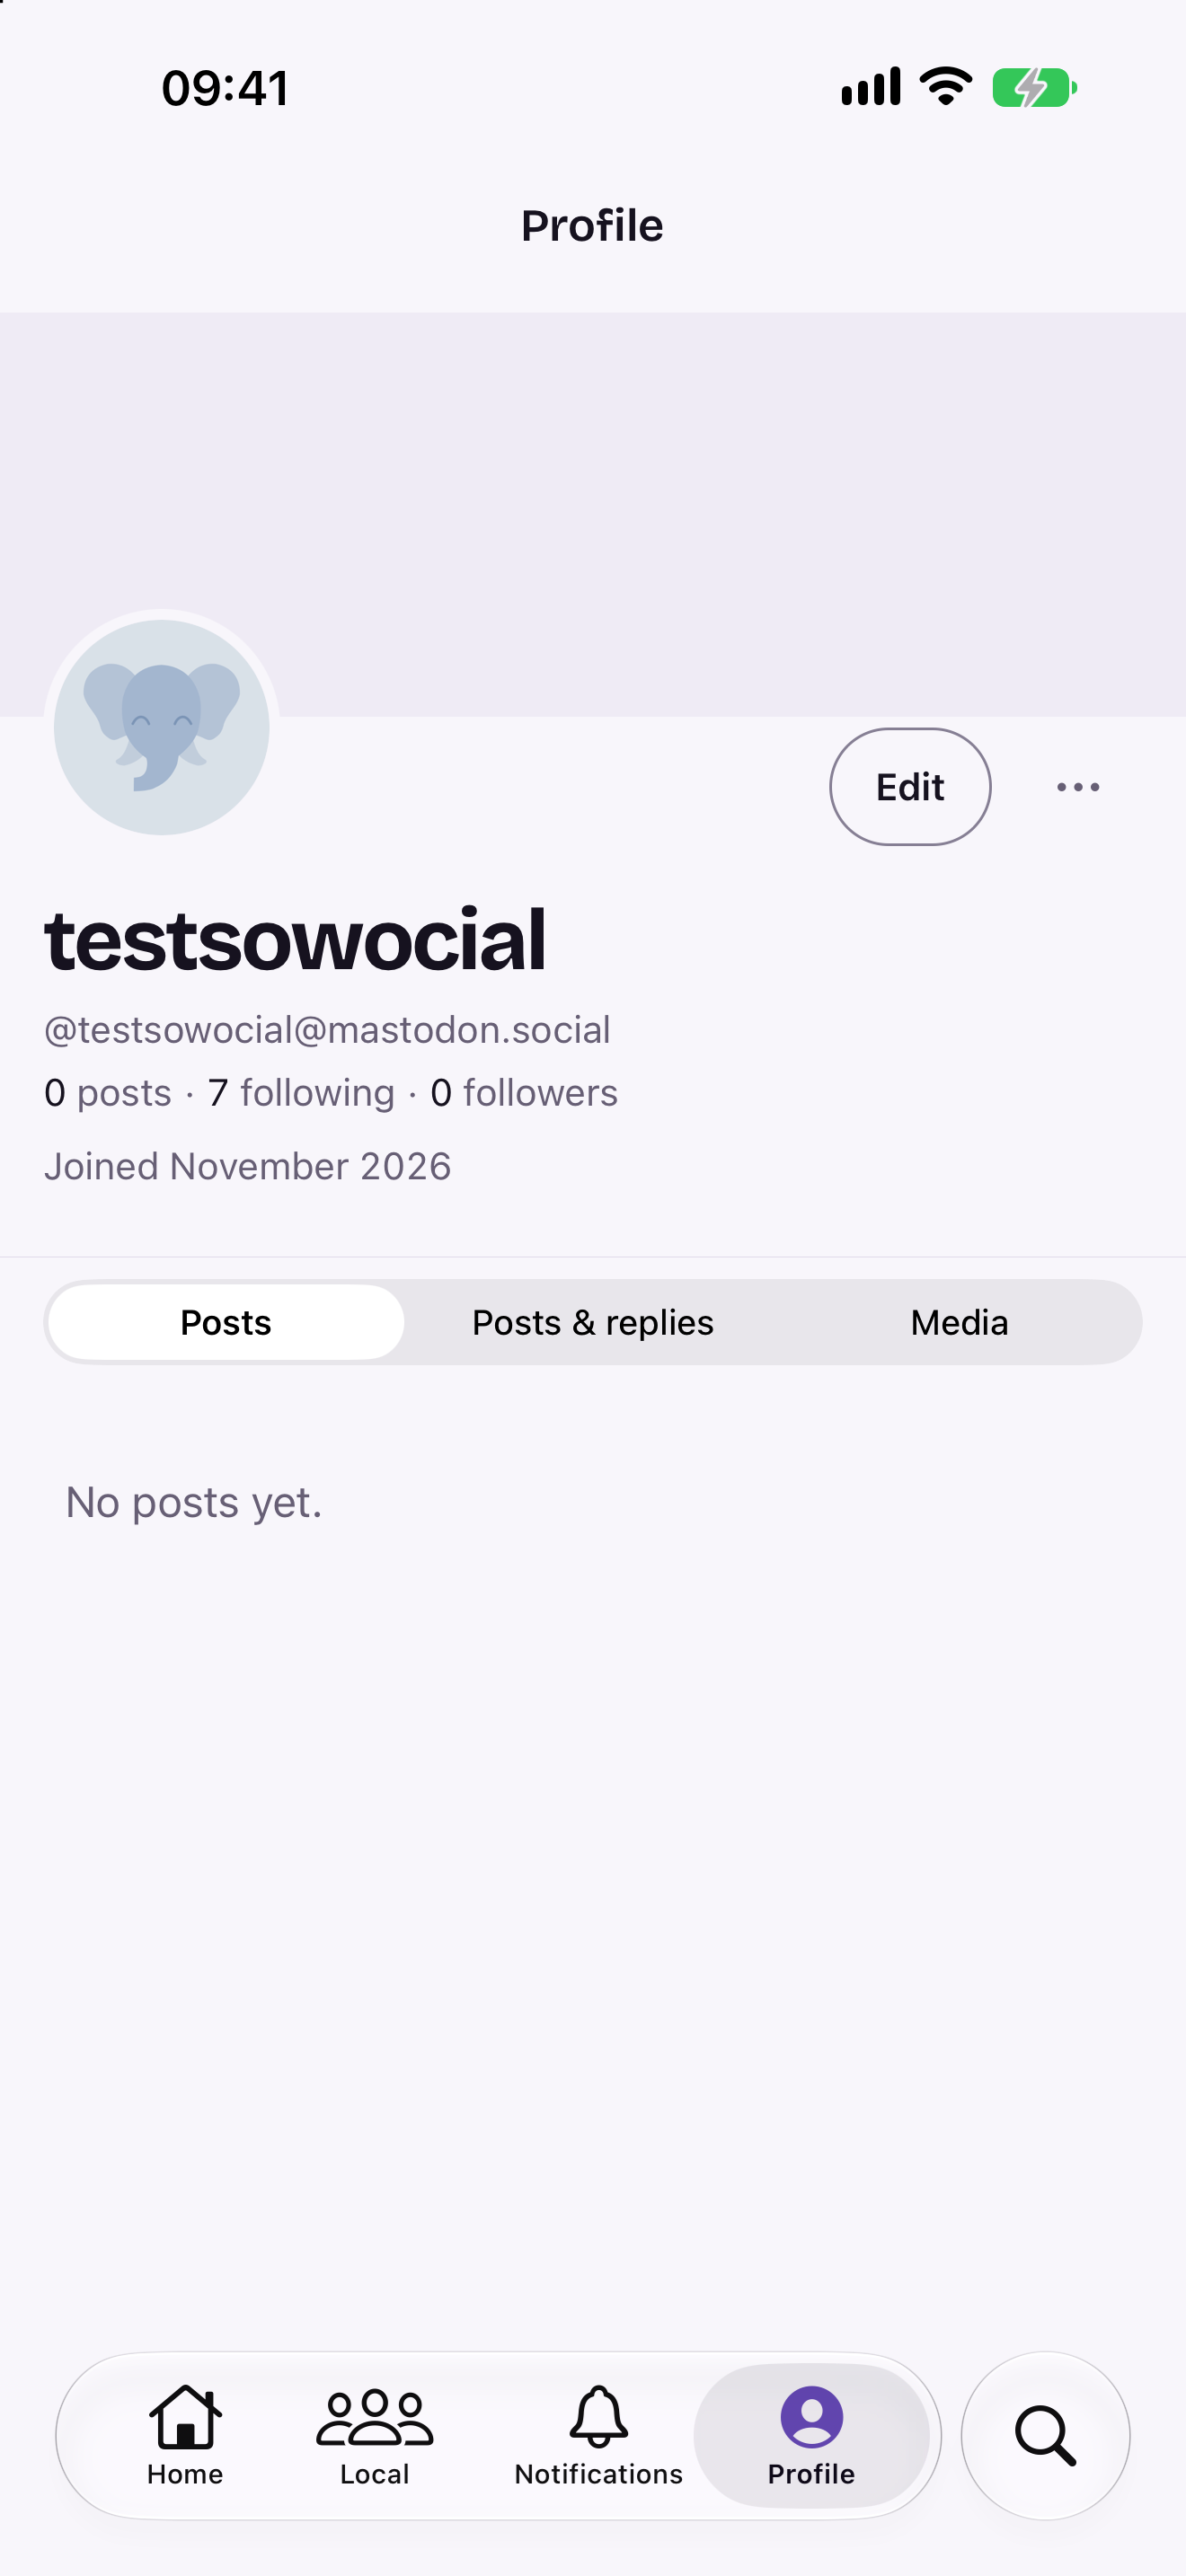 09:41
Profile
Edit
testsowocial
@testsowocial@mastodon.social
0 posts · 7 following · 0 followers
Joined November 2026
Posts Posts & replies Media
No posts yet.
Home Local Notifications Profile